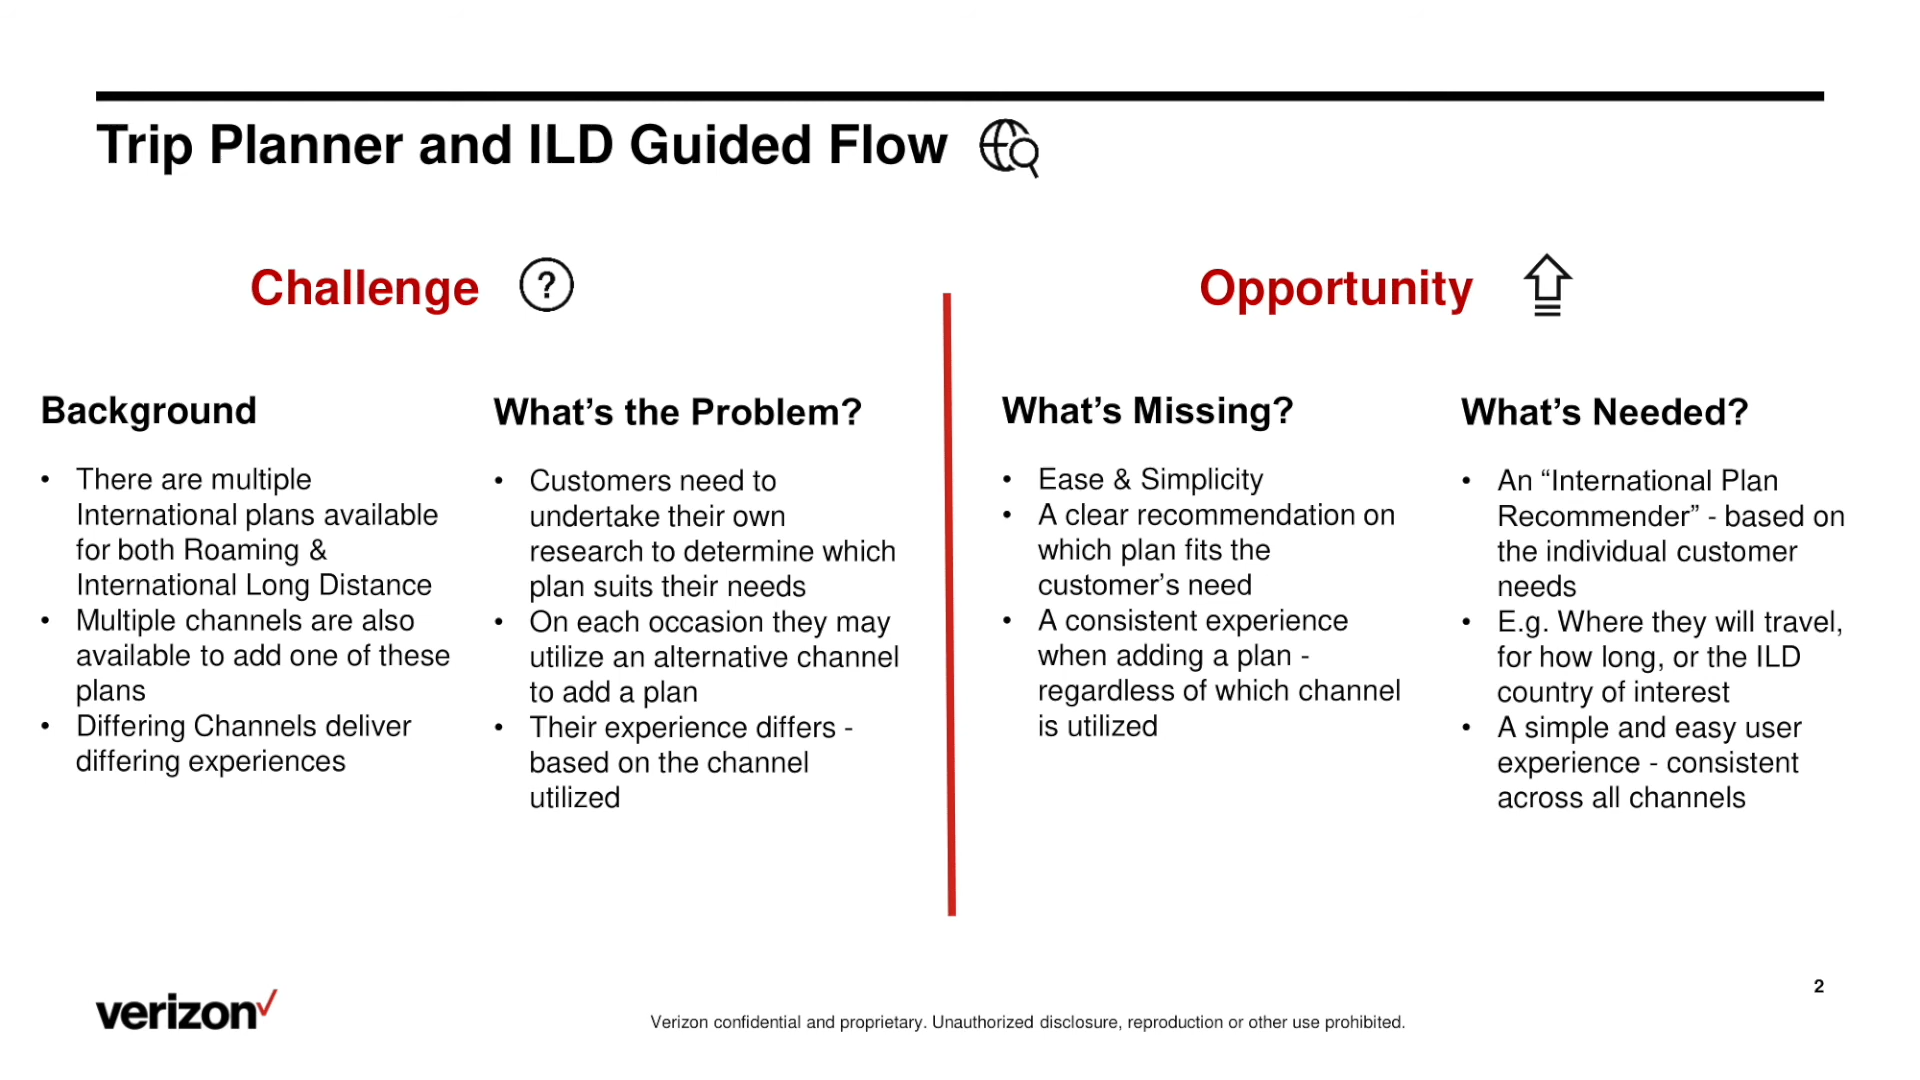 Trip Planner and ILD Guided Flow
Challenge ?
Opportunity
Background
There are multiple
International plans available
for both Roaming &
International Long Distance
Multiple channels are also
available to add one of these
plans
Differing Channels deliver
differing experiences
What’s the Problem?
Customers need to
undertake their own
research to determine which
plan suits their needs
On each occasion they may
utilize an alternative channel
to add a plan
Their experience differs -
based on the channel
utilized
What’s Missing?
Ease & Simplicity
A clear recommendation on
which plan fits the
customer’s need
A consistent experience
when adding a plan -
regardless of which channel
is utilized
What’s Needed?
An “International Plan
Recommender” - based on
the individual customer
needs
E.g. Where they will travel,
for how long, or the ILD
country of interest
A simple and easy user
experience - consistent
across all channels
2
verizon
Verizon confidential and proprietary. Unauthorized disclosure, reproduction or other use prohibited.